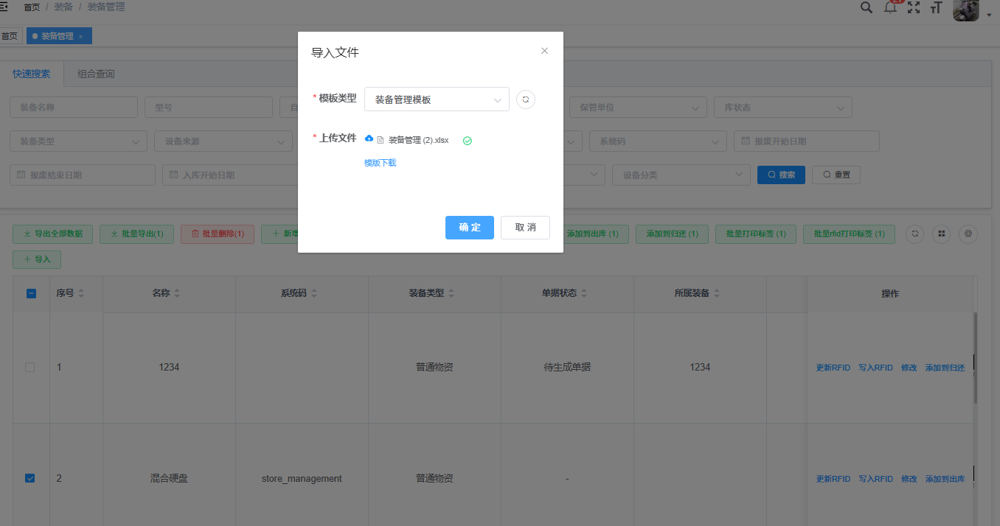 首页 / 装备 / 装备管理
21
首页
装备管理 ×
导入文件
快速搜索 组合查询
* 模板类型 装备管理模板
装备名称 型号 保管单位 库状态
* 上传文件 装备管理 (2).xlsx
装备类型 设备来源 系统码 报废开始日期
模版下载
报废结束日期 入库开始日期 设备分类 搜索 重置
确 定 取 消
导出全部数据 批量导出(1) 批量删除(1) 新增 添加到出库 (1) 添加到归还 (1) 批量打印标签 (1) 批量rfid打印标签 (1)
导入
序号 名称 系统码 装备类型 单据状态 所属装备 操作
1 1234 普通物资 待生成单据 1234 更新RFID 写入RFID 修改 添加到归还
2 混合硬盘 store_management 普通物资 - 更新RFID 写入RFID 修改 添加到出库